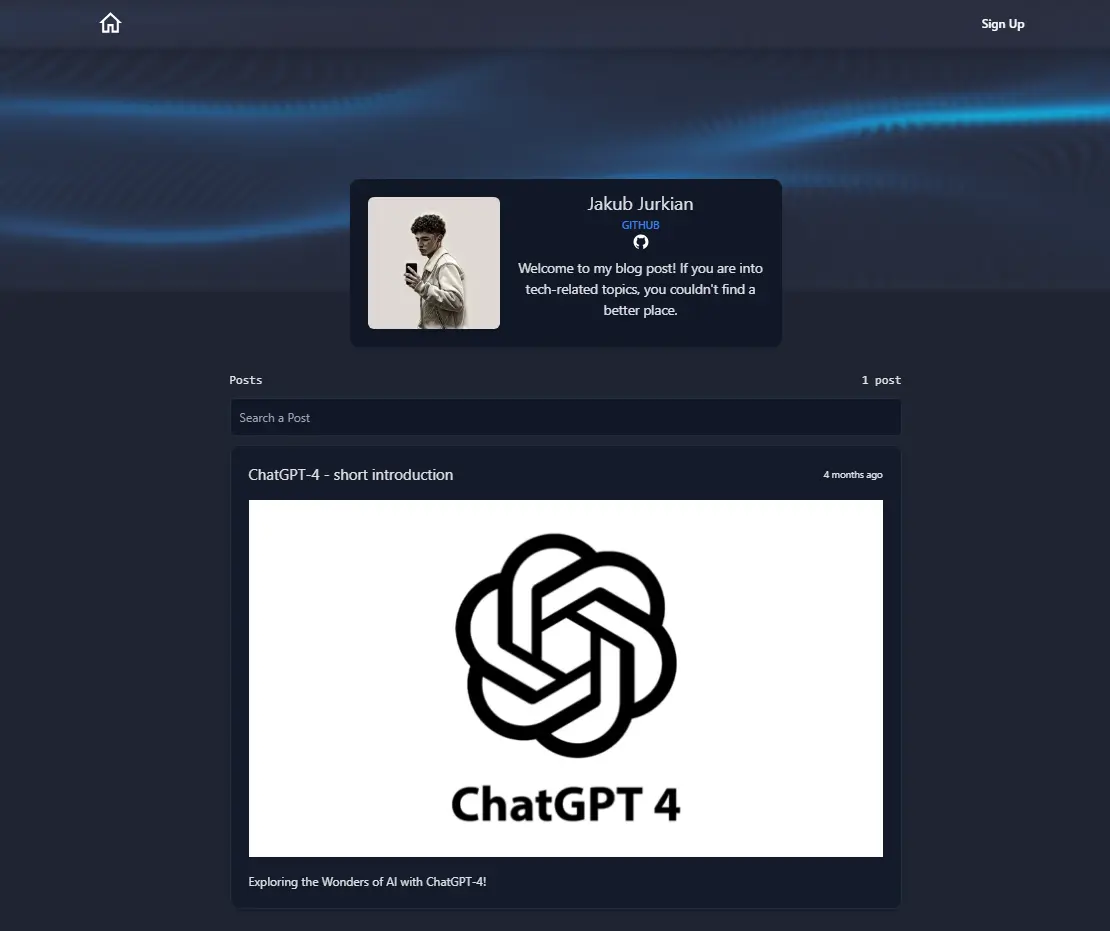 Sign Up
Jakub Jurkian
GITHUB
Welcome to my blog post! If you are into
tech-related topics, you couldn't find a
better place.
Posts
1 post
Search a Post
ChatGPT-4 - short introduction
4 months ago
ChatGPT 4
Exploring the Wonders of AI with ChatGPT-4!